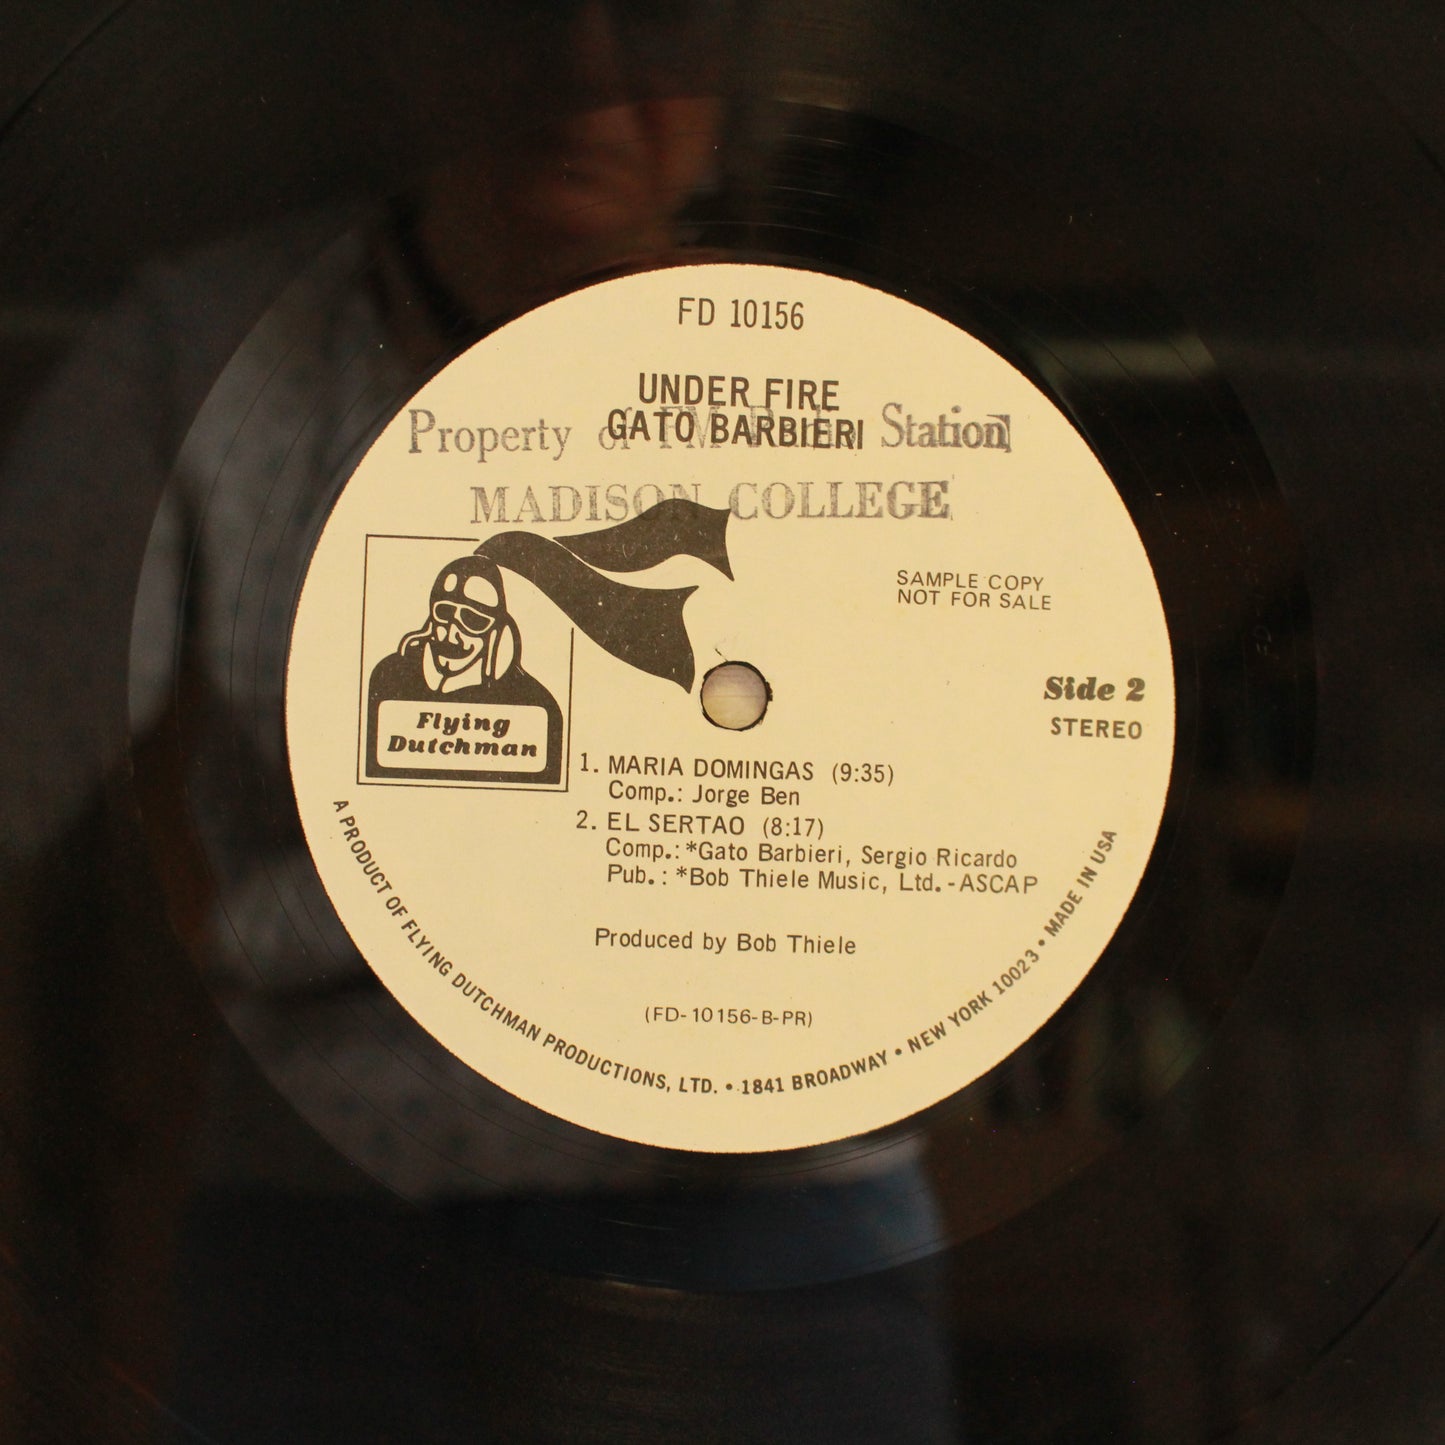 FD 10156
UNDER FIRE
GATO BARBIERI
Property of FM Radio Station
MADISON COLLEGE
SAMPLE COPY
NOT FOR SALE
Side 2
STEREO
Flying
Dutchman
1. MARIA DOMINGAS (9:35)
Comp.: Jorge Ben
2. EL SERTAO (8:17)
Comp.: *Gato Barbieri, Sergio Ricardo
Pub.: *Bob Thiele Music, Ltd. - ASCAP
Produced by Bob Thiele
(FD-10156-B-PR)
A PRODUCT OF FLYING DUTCHMAN PRODUCTIONS, LTD. • 1841 BROADWAY • NEW YORK 10023 • MADE IN USA